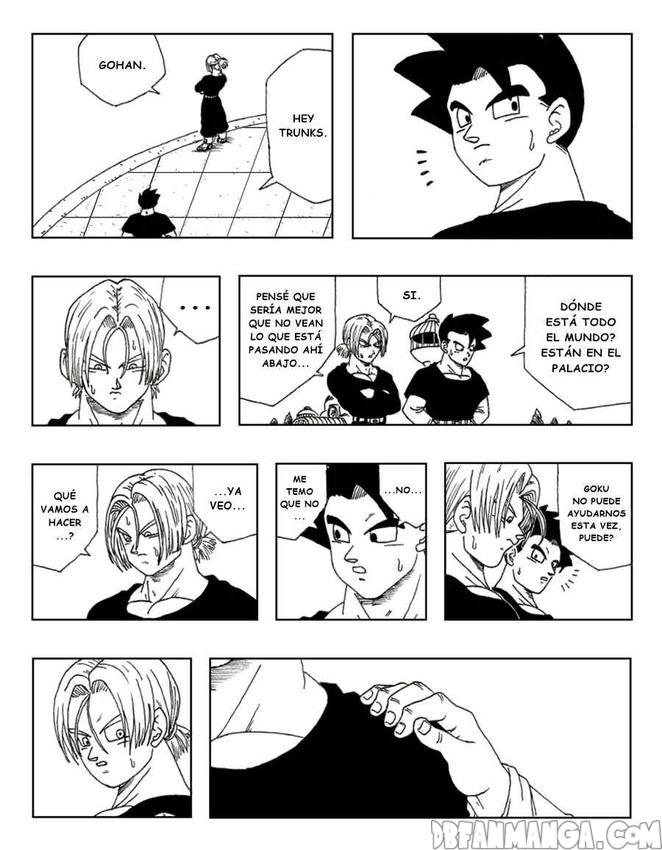 HEY
TRUNKS.
GOHAN.
DÓNDE
ESTÁ TODO
EL MUNDO?
ESTÁN EN EL
PALACIO?
SI.
PENSÉ QUE
SERÍA MEJOR
QUE NO VEAN
LO QUE ESTÁ
PASANDO AHÍ
ABAJO...
...
GOKU
NO PUEDE
AYUDARNOS
ESTA VEZ,
PUEDE?
...NO...
ME
TEMO
QUE NO
...
...YA
VEO...
QUÉ
VAMOS A
HACER
...?
DBFANMANGA.COM